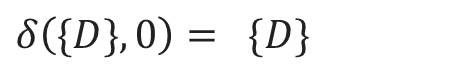 𝛿({𝐷}, 0) = {𝐷}